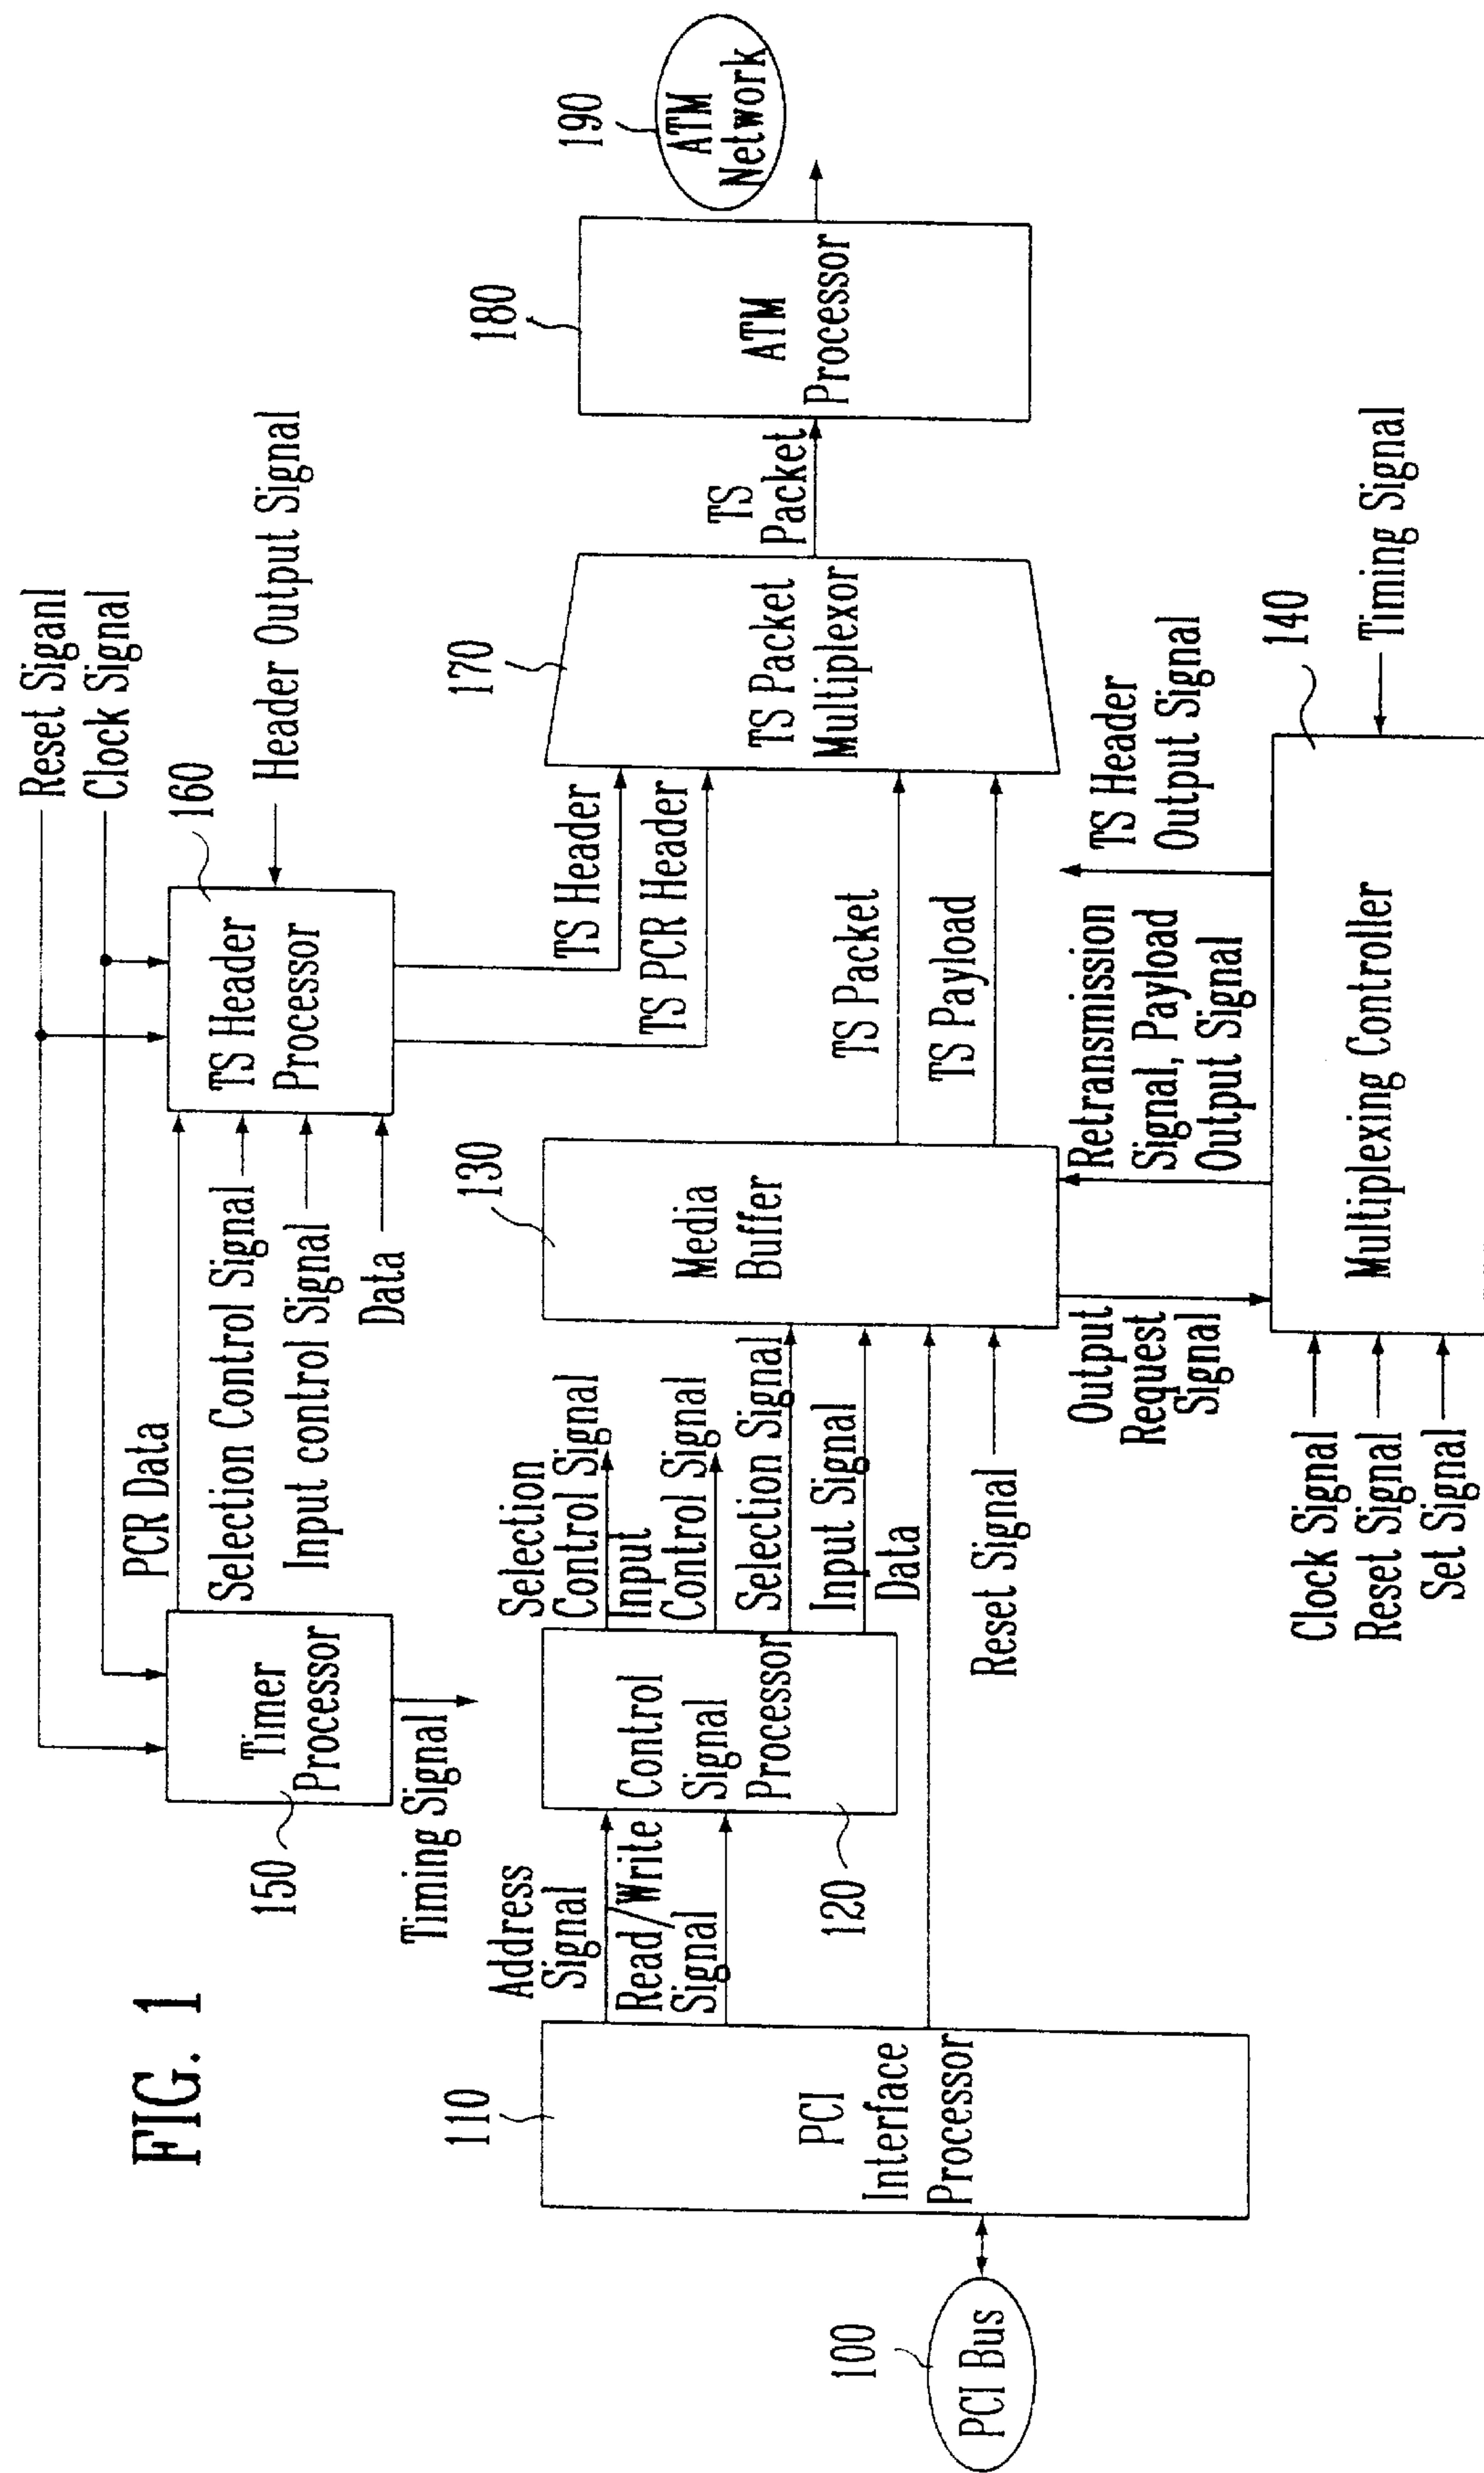 FIG. 1
Reset Siganl
Clock Signal
160
Header Output Signal
TS Header
Processor
PCR Data
Selection Control Signal
Input control Signal
Data
150
Timer
Processor
Timing Signal
TS Header
TS PCR Header
110
PCI
Interface
Processor
100
PCI Bus
Address
Signal
Read/Write
Signal
Control
Signal
Processor
120
Selection
Control Signal
Input
Control Signal
Selection Signal
Input Signal
Data
Reset Signal
130
Media
Buffer
TS Packet
TS Payload
170
TS Packet
Multiplexor
TS
Packet
180
ATM
Processor
190
ATM
Network
Output
Request
Signal
Retransmission
Signal, Payload
Output Signal
TS Header
Output Signal
140
Timing Signal
Multiplexing Controller
Clock Signal
Reset Signal
Set Signal